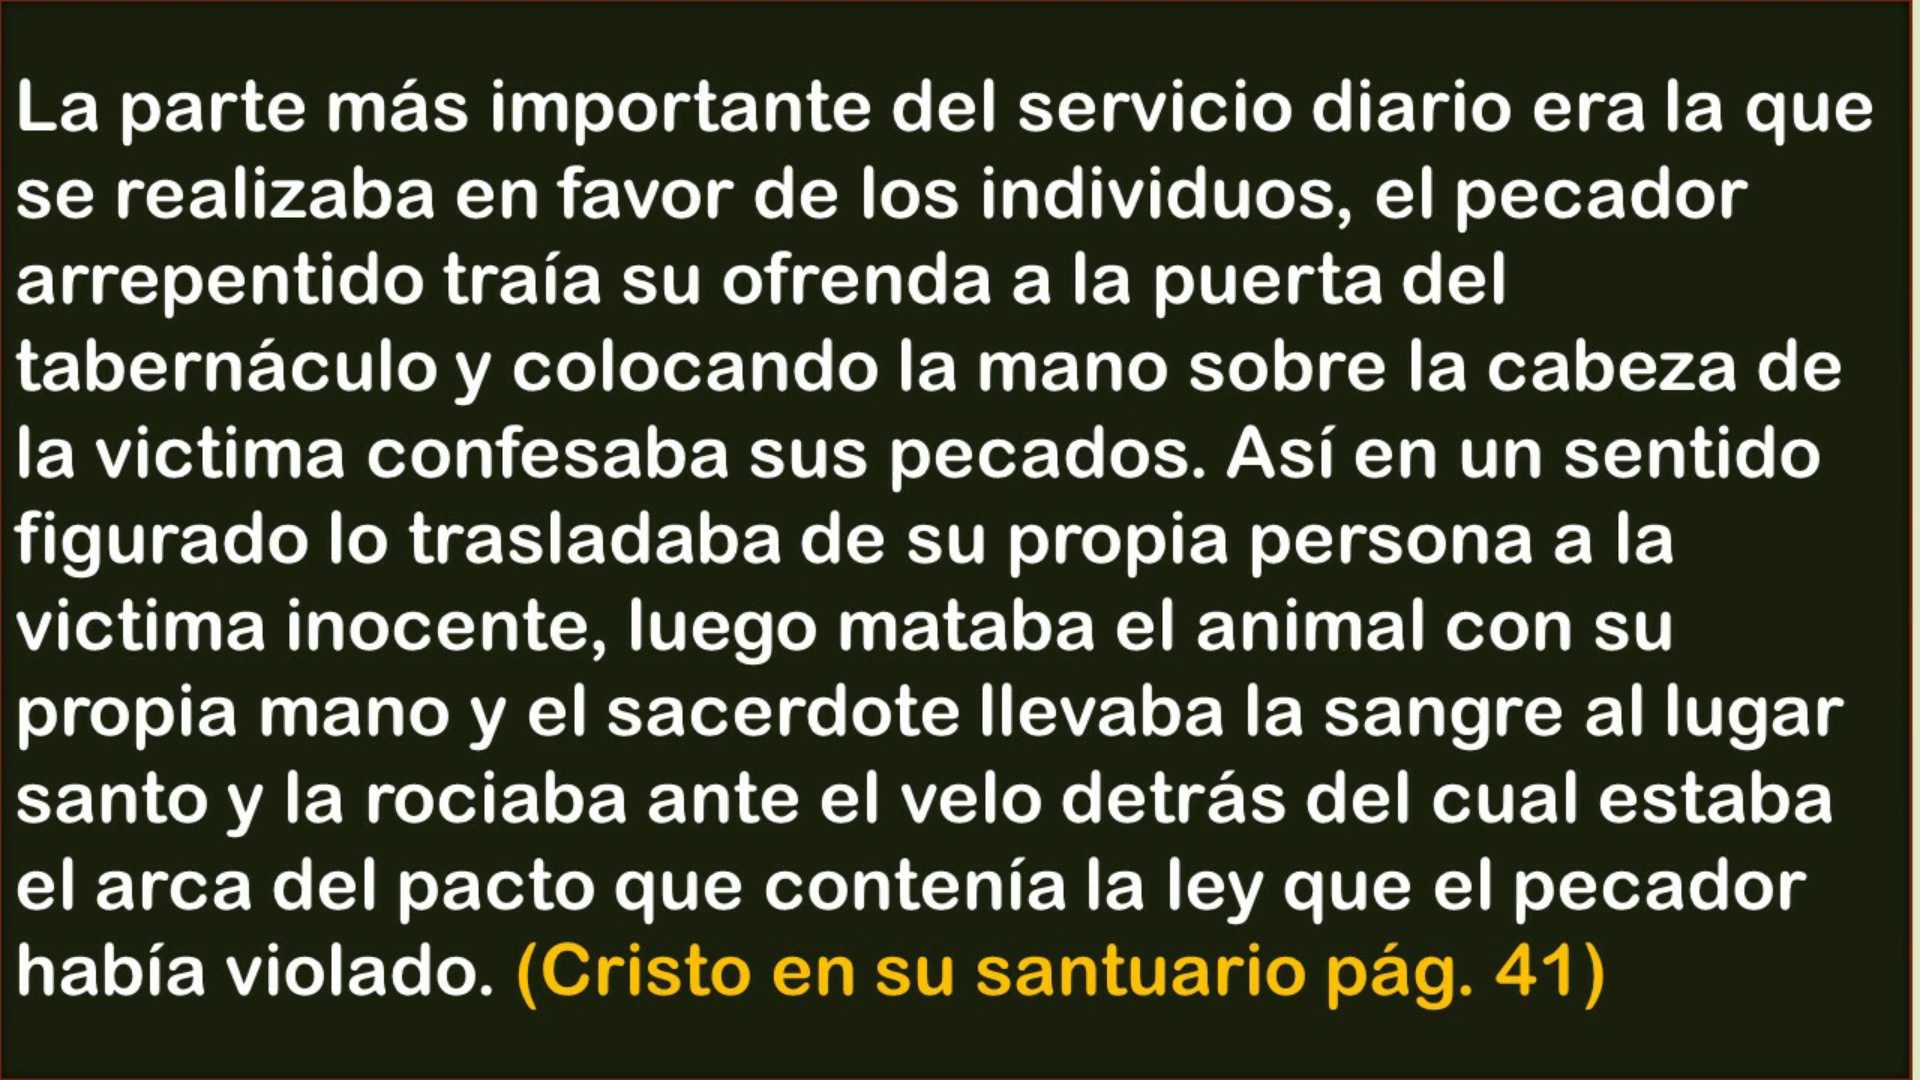 La parte más importante del servicio diario era la que
se realizaba en favor de los individuos, el pecador
arrepentido traía su ofrenda a la puerta del
tabernáculo y colocando la mano sobre la cabeza de
la victima confesaba sus pecados. Así en un sentido
figurado lo trasladaba de su propia persona a la
victima inocente, luego mataba el animal con su
propia mano y el sacerdote llevaba la sangre al lugar
santo y la rociaba ante el velo detrás del cual estaba
el arca del pacto que contenía la ley que el pecador
había violado. (Cristo en su santuario pág. 41)